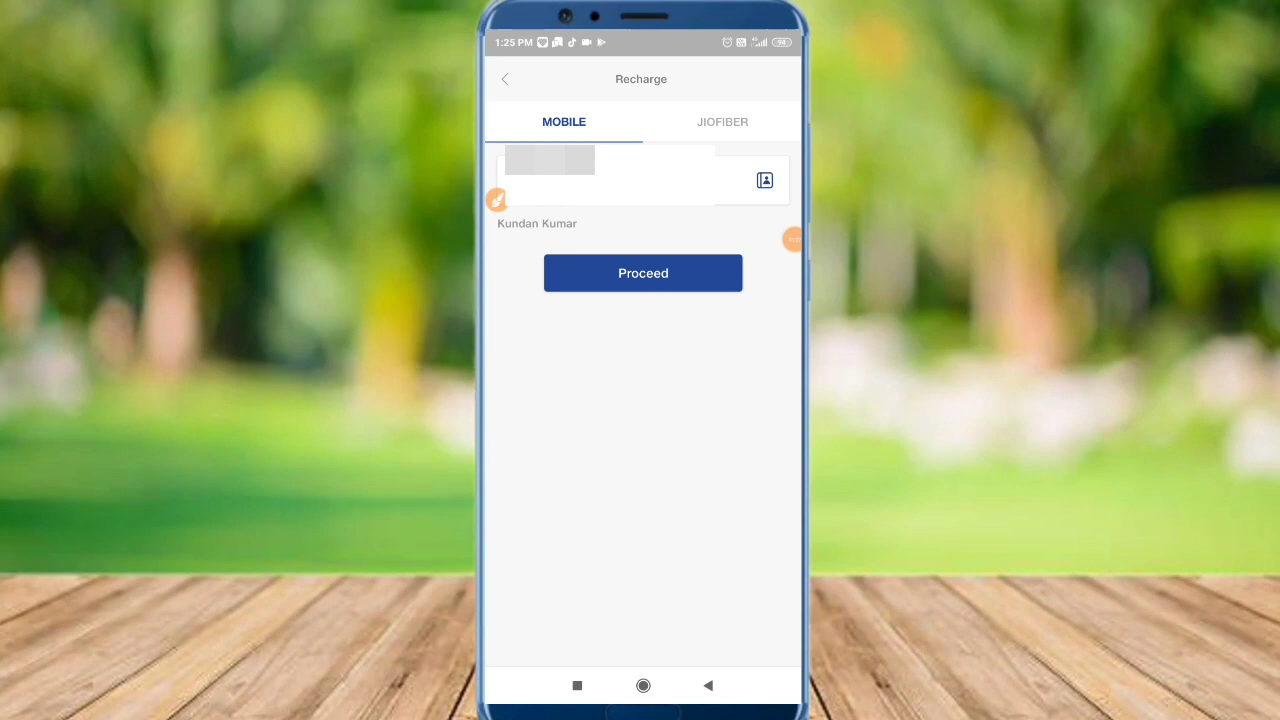 1:25 PM
Recharge
MOBILE
JIOFIBER
Kundan Kumar
Proceed